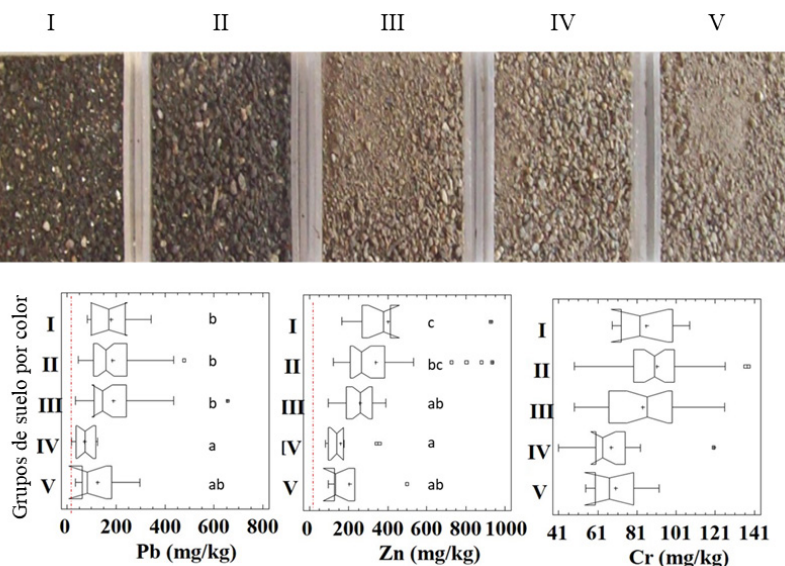 I II III IV V
Grupos de suelo por color
I b
II b
III b
IV a
V ab
0 200 400 600 800
Pb (mg/kg)
I c
II bc
III ab
IV a
V ab
0 200 400 600 800 1000
Zn (mg/kg)
I
II
III
IV
V
41 61 81 101 121 141
Cr (mg/kg)